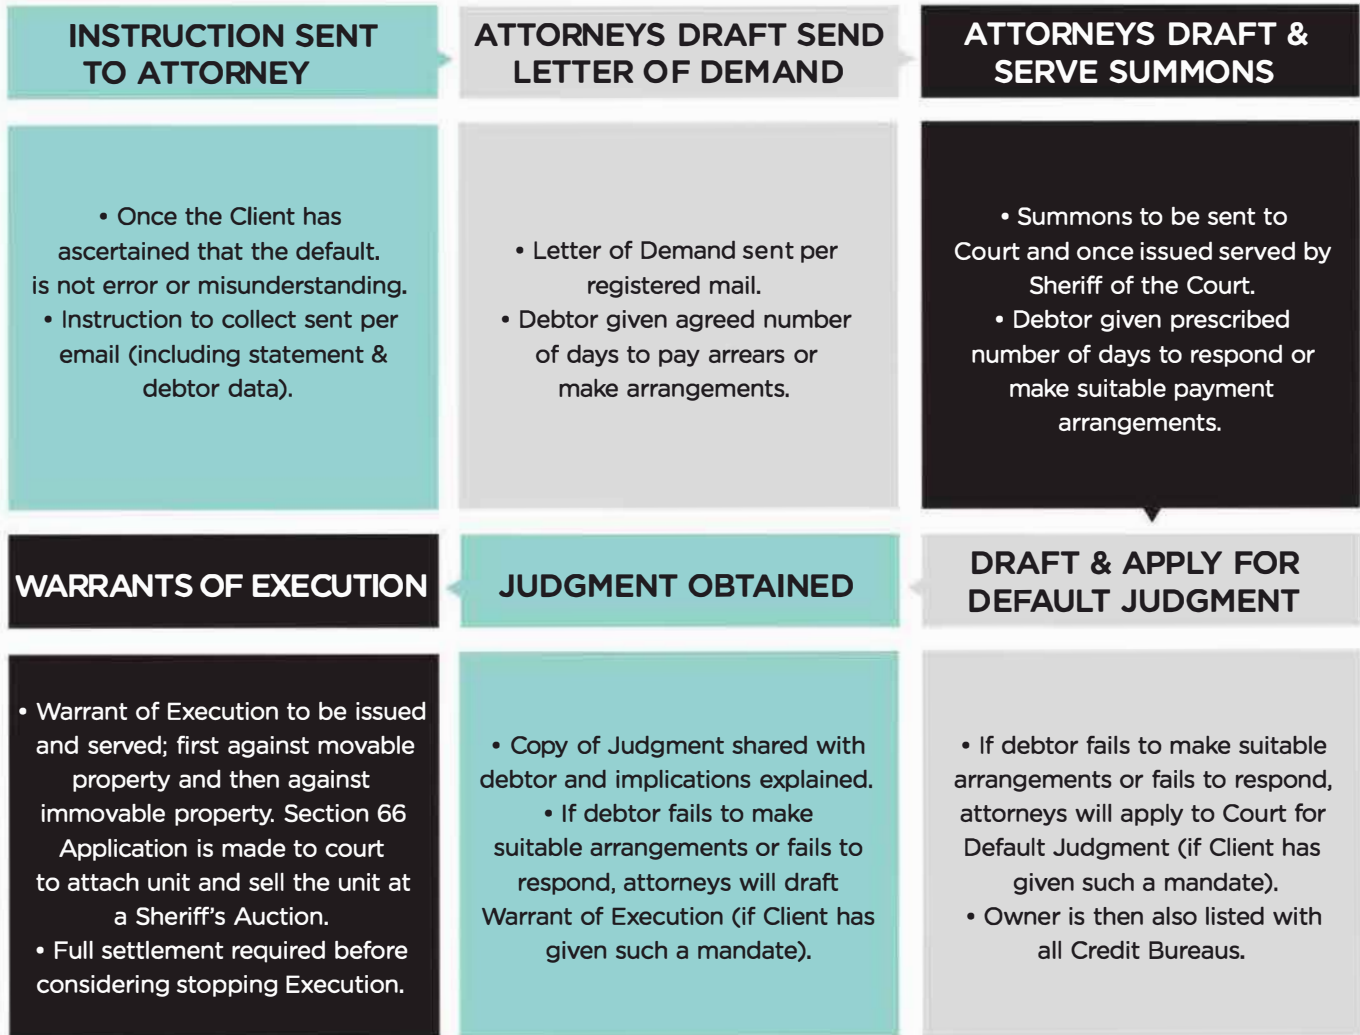 INSTRUCTION SENT
TO ATTORNEY
• Once the Client has
ascertained that the default.
is not error or misunderstanding.
• Instruction to collect sent per
email (including statement &
debtor data).
ATTORNEYS DRAFT SEND
LETTER OF DEMAND
• Letter of Demand sent per
registered mail.
• Debtor given agreed number
of days to pay arrears or
make arrangements.
ATTORNEYS DRAFT &
SERVE SUMMONS
• Summons to be sent to
Court and once issued served by
Sheriff of the Court.
• Debtor given prescribed
number of days to respond or
make suitable payment
arrangements.
DRAFT & APPLY FOR
DEFAULT JUDGMENT
• If debtor fails to make suitable
arrangements or fails to respond,
attorneys will apply to Court for
Default Judgment (if Client has
given such a mandate).
• Owner is then also listed with
all Credit Bureaus.
JUDGMENT OBTAINED
• Copy of Judgment shared with
debtor and implications explained.
• If debtor fails to make
suitable arrangements or fails to
respond, attorneys will draft
Warrant of Execution (if Client has
given such a mandate).
WARRANTS OF EXECUTION
• Warrant of Execution to be issued
and served; first against movable
property and then against
immovable property. Section 66
Application is made to court
to attach unit and sell the unit at
a Sheriff's Auction.
• Full settlement required before
considering stopping Execution.